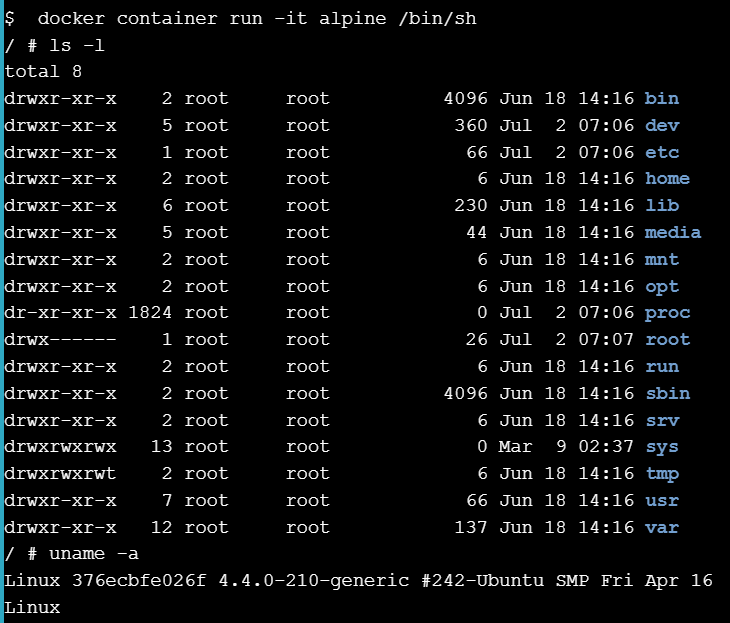 $  docker container run -it alpine /bin/sh
/ # ls -l
total 8
drwxr-xr-x    2 root     root          4096 Jun 18 14:16 bin
drwxr-xr-x    5 root     root           360 Jul  2 07:06 dev
drwxr-xr-x    1 root     root            66 Jul  2 07:06 etc
drwxr-xr-x    2 root     root             6 Jun 18 14:16 home
drwxr-xr-x    6 root     root           230 Jun 18 14:16 lib
drwxr-xr-x    5 root     root            44 Jun 18 14:16 media
drwxr-xr-x    2 root     root             6 Jun 18 14:16 mnt
drwxr-xr-x    2 root     root             6 Jun 18 14:16 opt
dr-xr-xr-x 1824 root     root             0 Jul  2 07:06 proc
drwx------    1 root     root            26 Jul  2 07:07 root
drwxr-xr-x    2 root     root             6 Jun 18 14:16 run
drwxr-xr-x    2 root     root          4096 Jun 18 14:16 sbin
drwxr-xr-x    2 root     root             6 Jun 18 14:16 srv
drwxrwxrwx   13 root     root             0 Mar  9 02:37 sys
drwxrwxrwt    2 root     root             6 Jun 18 14:16 tmp
drwxr-xr-x    7 root     root            66 Jun 18 14:16 usr
drwxr-xr-x   12 root     root           137 Jun 18 14:16 var
/ # uname -a
Linux 376ecbfe026f 4.4.0-210-generic #242-Ubuntu SMP Fri Apr 16
Linux